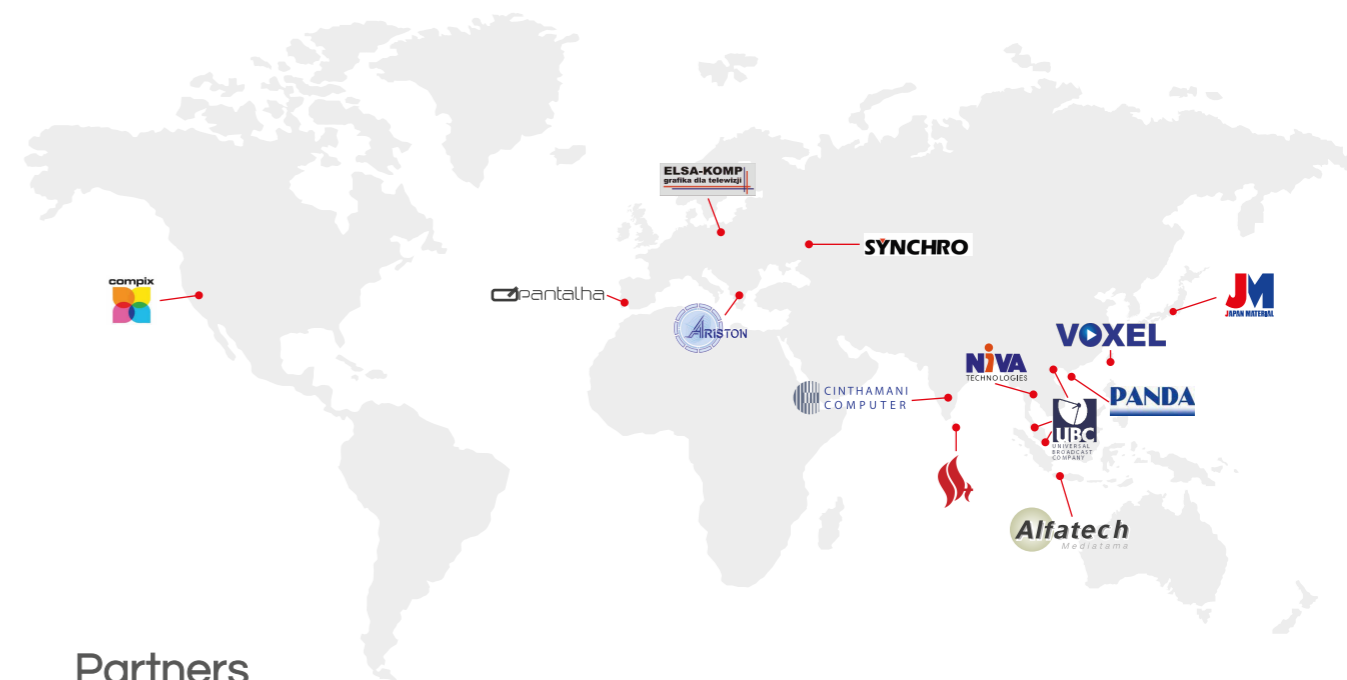 ELSA-KOMP
grafika dla telewizji
SYNCHRO
compix
pantalha
ARISTON
JM
JAPAN MATERIAL
VOXEL
NiVA
TECHNOLOGIES
CINTHAMANI
COMPUTER
PANDA
UBC
UNIVERSAL
BROADCAST
COMPANY
Alfatech
Mediatama
Partners